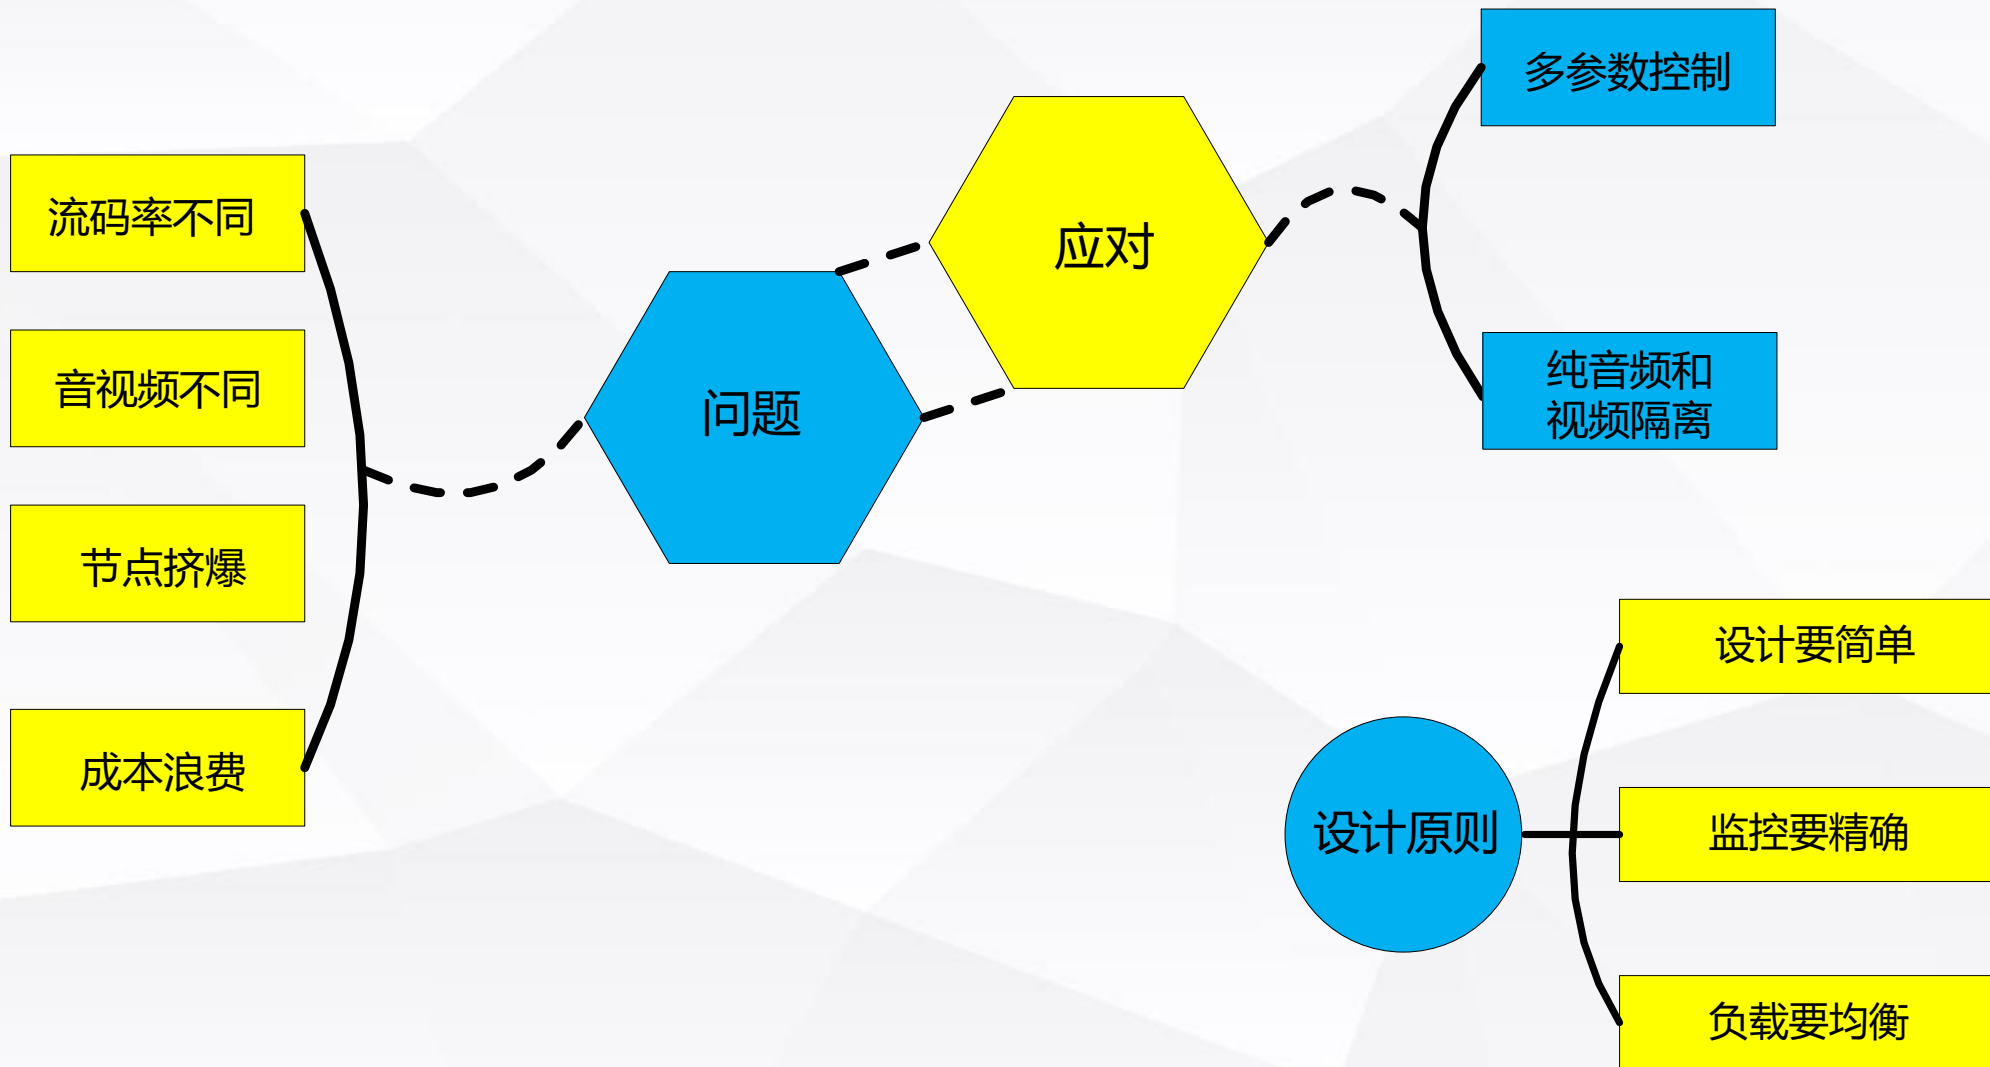 流码率不同
音视频不同
节点挤爆
成本浪费
问题
应对
多参数控制
纯音频和
视频隔离
设计原则
设计要简单
监控要精确
负载要均衡